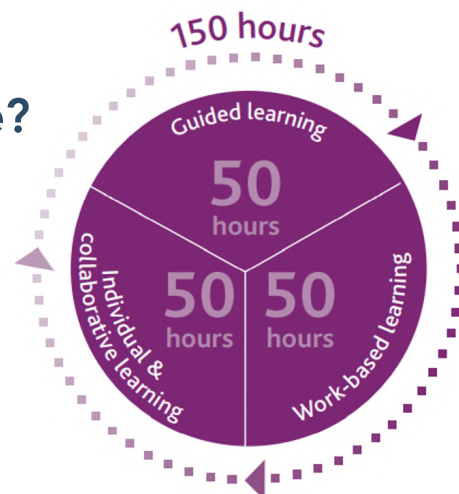 150 hours
e?
Guided learning
50
hours
Individual &
collaborative learning
50
hours
50
hours
Work-based learning